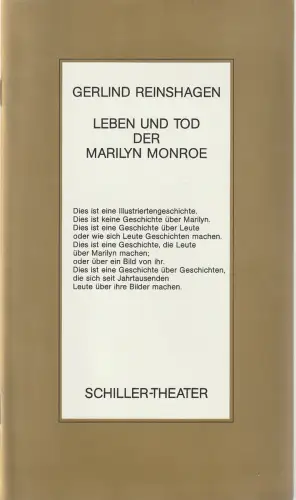 GERLIND REINSHAGEN
LEBEN UND TOD
DER
MARILYN MONROE
Dies ist eine Illustriertengeschichte.
Dies ist keine Geschichte über Marilyn.
Dies ist eine Geschichte über Leute
oder wie sich Leute Geschichten machen.
Dies ist eine Geschichte, die Leute
über Marilyn machen;
oder über ein Bild von ihr.
Dies ist eine Geschichte über Geschichten,
die sich seit Jahrtausenden
Leute über ihre Bilder machen.
SCHILLER-THEATER